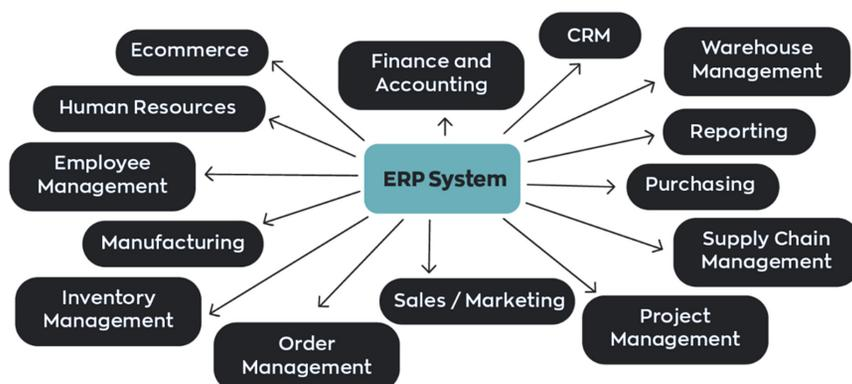 Ecommerce
Finance and
Accounting
CRM
Warehouse
Management
Human Resources
Reporting
Employee
Management
ERP System
Purchasing
Manufacturing
Supply Chain
Management
Inventory
Management
Sales / Marketing
Project
Management
Order
Management